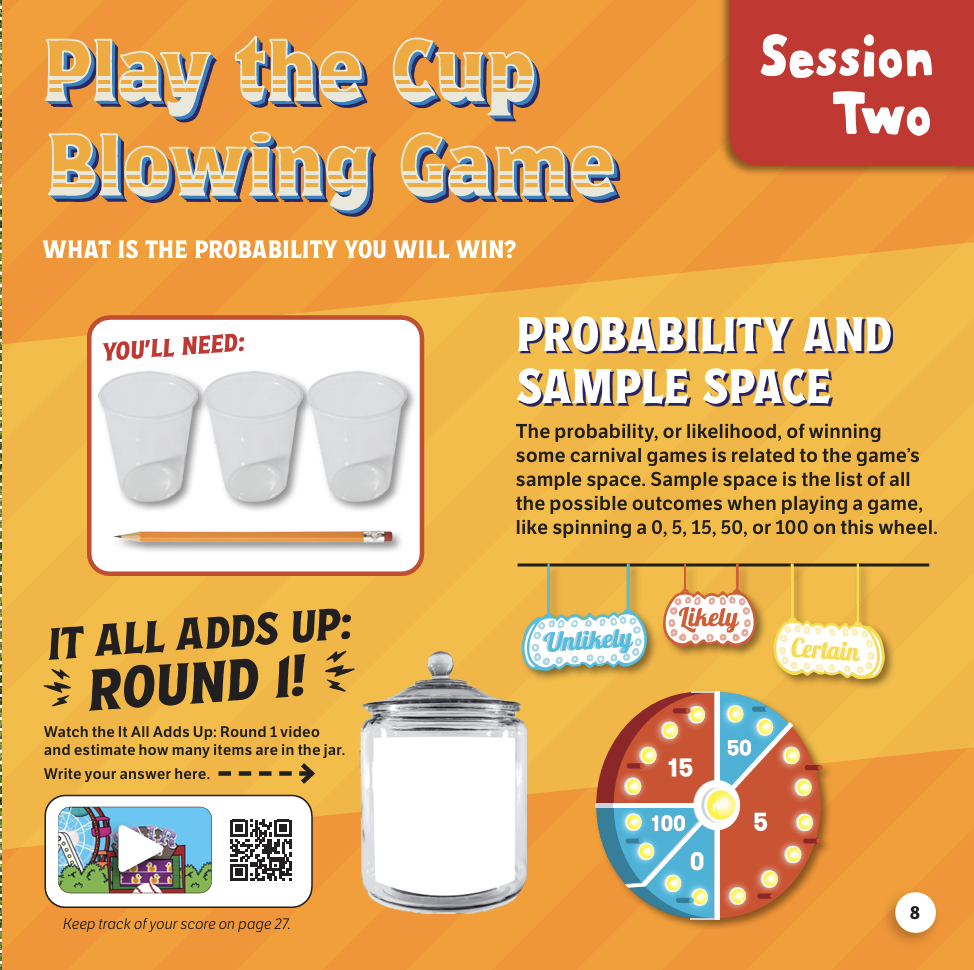 Play the Cup
Blowing Game
Session
Two
WHAT IS THE PROBABILITY YOU WILL WIN?
YOU'LL NEED:
PROBABILITY AND
SAMPLE SPACE
The probability, or likelihood, of winning
some carnival games is related to the game's
sample space. Sample space is the list of all
the possible outcomes when playing a game,
like spinning a 0, 5, 15, 50, or 100 on this wheel.
Unlikely
Likely
Certain
IT ALL ADDS UP:
ROUND 1!
Watch the It All Adds Up: Round 1 video
and estimate how many items are in the jar.
Write your answer here.
Keep track of your score on page 27.
50
15
5
100
0
8